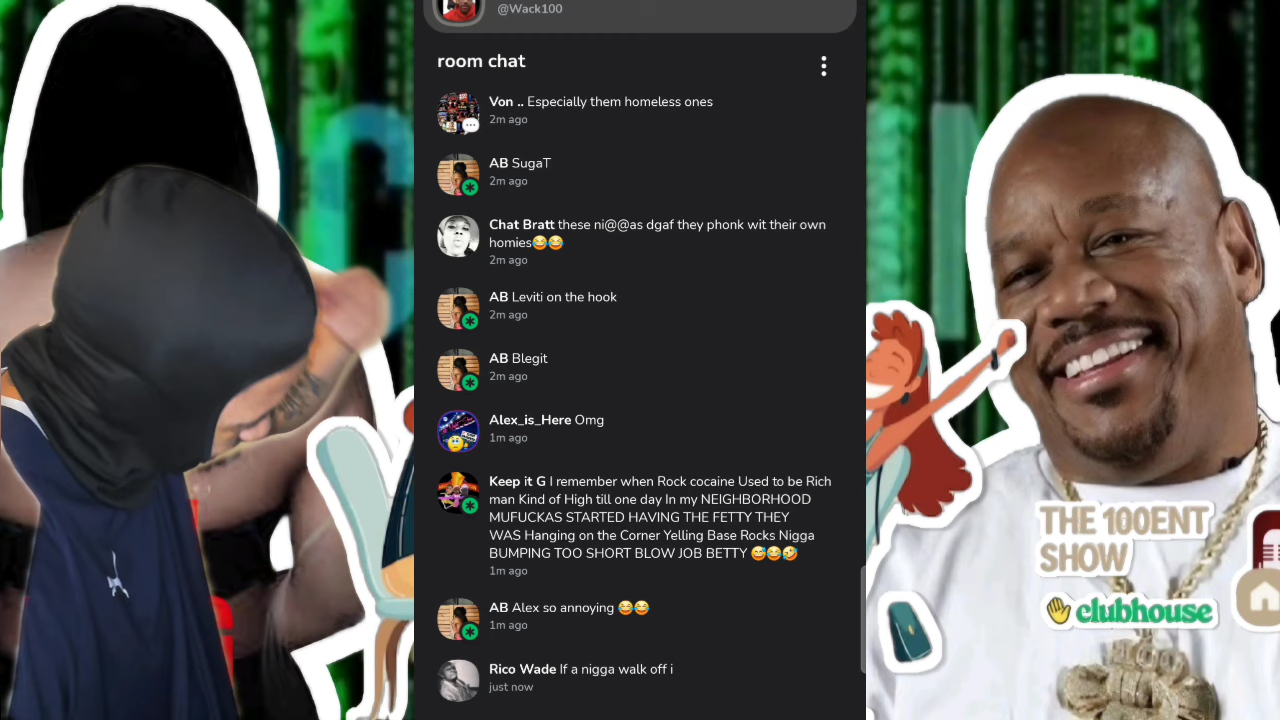 @Wack100
room chat
Von .. Especially them homeless ones
2m ago
AB SugaT
2m ago
Chat Bratt these ni@@as dgaf they phonk wit their own
homies😂😂
2m ago
AB Leviti on the hook
2m ago
AB Blegit
2m ago
Alex_is_Here Omg
1m ago
Keep it G I remember when Rock cocaine Used to be Rich
man Kind of High till one day In my NEIGHBORHOOD
MUFUCKAS STARTED HAVING THE FETTY THEY
WAS Hanging on the Corner Yelling Base Rocks Nigga
BUMPING TOO SHORT BLOW JOB BETTY 😅😂🤣
1m ago
AB Alex so annoying 😂😂
1m ago
Rico Wade If a nigga walk off i
just now
THE 100ENT
SHOW
clubhouse